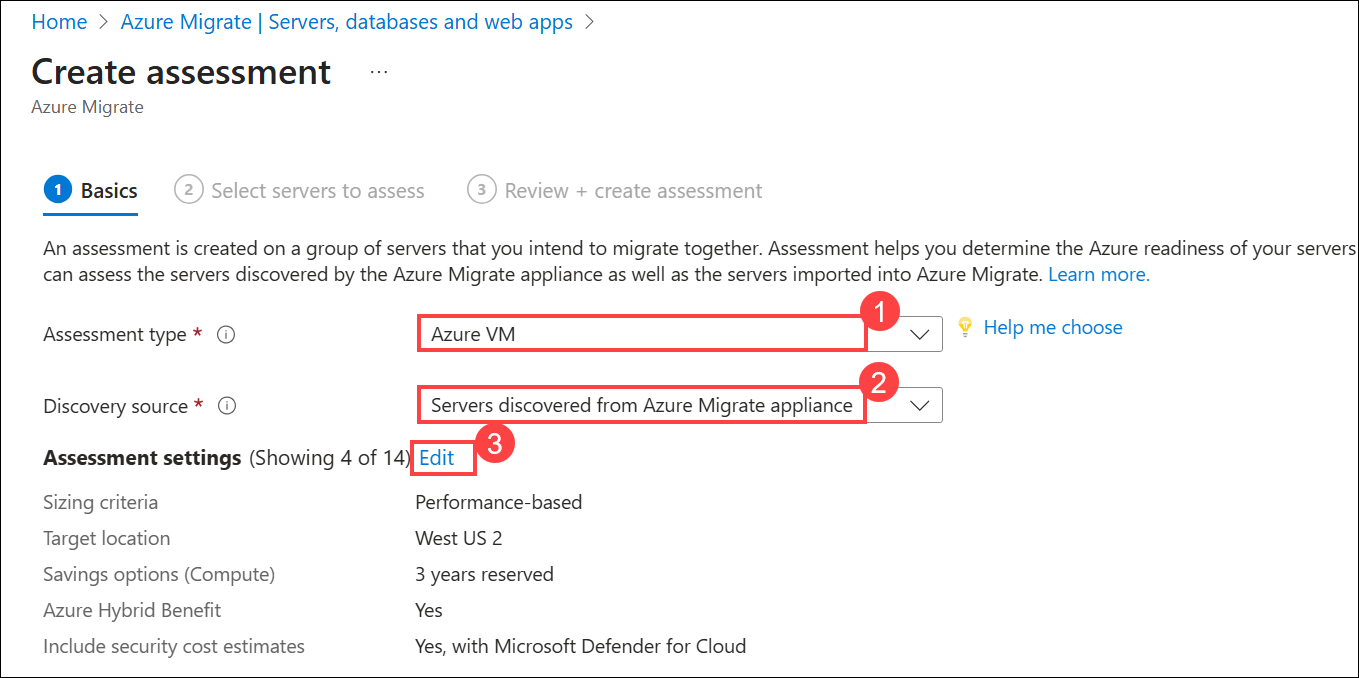 Home > Azure Migrate | Servers, databases and web apps >
Create assessment ...
Azure Migrate
1 Basics 2 Select servers to assess 3 Review + create assessment
An assessment is created on a group of servers that you intend to migrate together. Assessment helps you determine the Azure readiness of your servers
can assess the servers discovered by the Azure Migrate appliance as well as the servers imported into Azure Migrate. Learn more.
1
Assessment type * Azure VM Help me choose
2
Discovery source * Servers discovered from Azure Migrate appliance
3
Assessment settings (Showing 4 of 14) Edit
Sizing criteria Performance-based
Target location West US 2
Savings options (Compute) 3 years reserved
Azure Hybrid Benefit Yes
Include security cost estimates Yes, with Microsoft Defender for Cloud